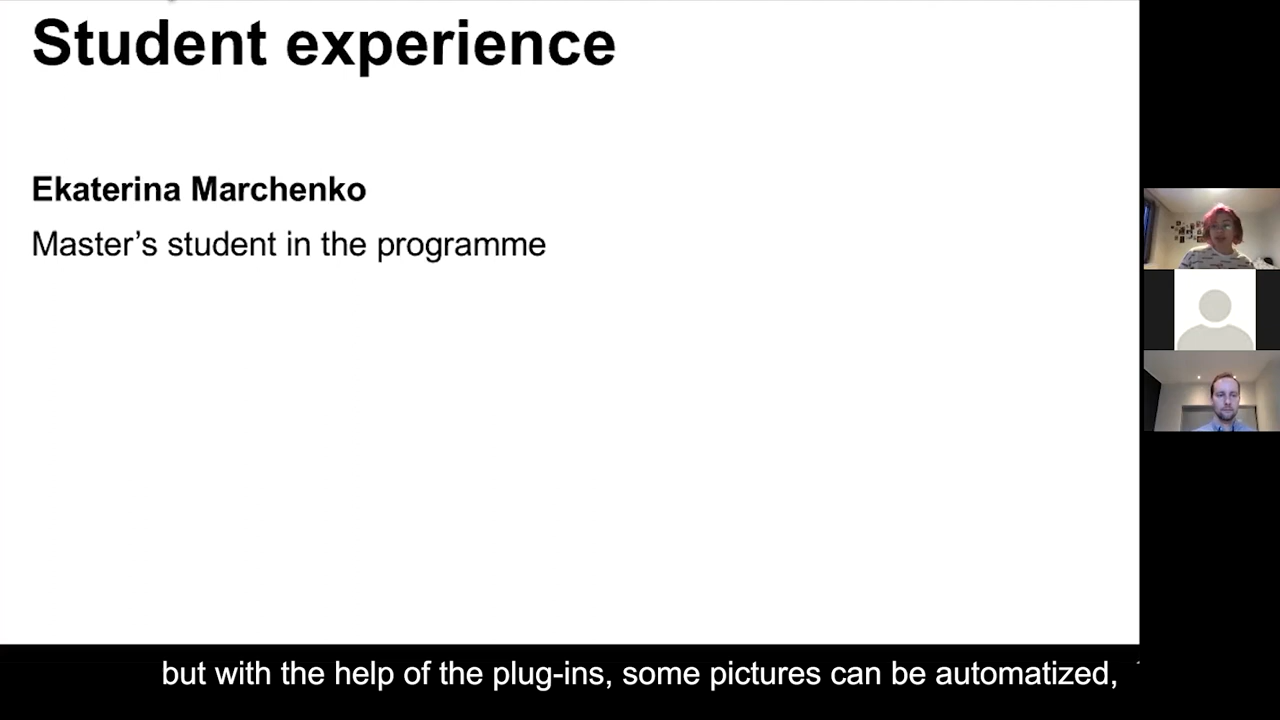 Student experience
Ekaterina Marchenko
Master’s student in the programme
but with the help of the plug-ins, some pictures can be automatized,